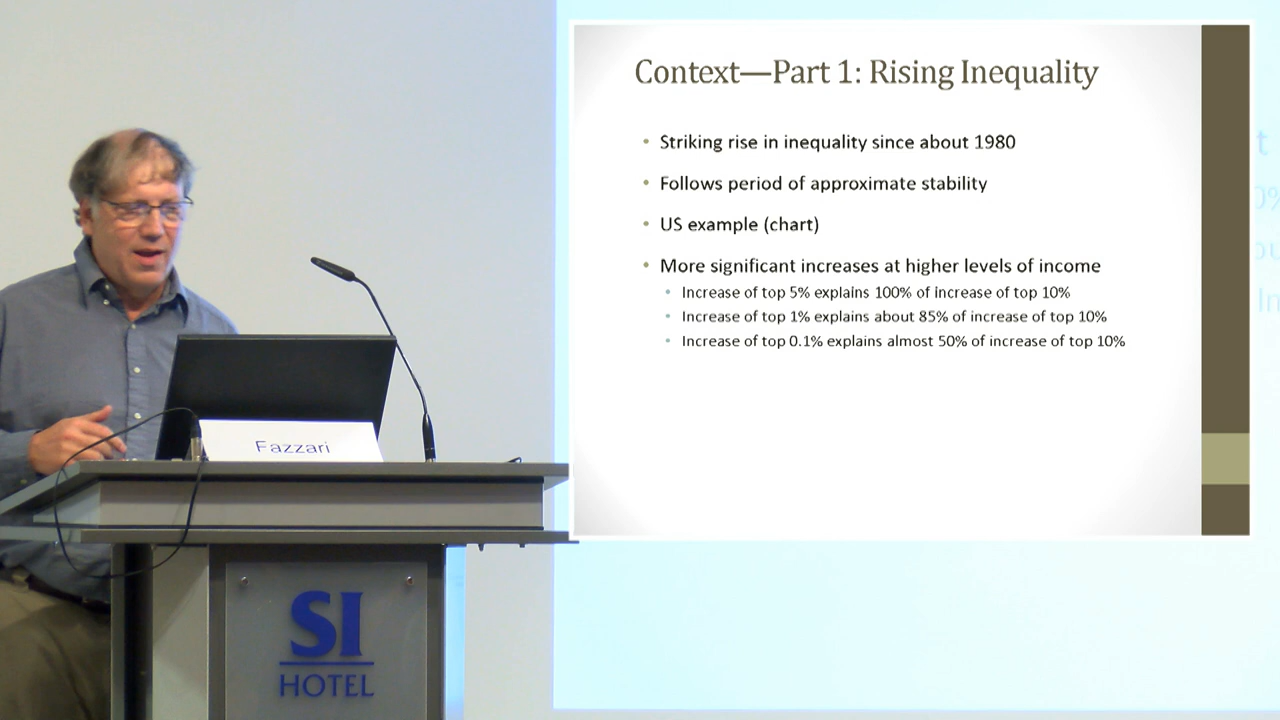 Context—Part 1: Rising Inequality
• Striking rise in inequality since about 1980
• Follows period of approximate stability
• US example (chart)
• More significant increases at higher levels of income
• Increase of top 5% explains 100% of increase of top 10%
• Increase of top 1% explains about 85% of increase of top 10%
• Increase of top 0.1% explains almost 50% of increase of top 10%
Fazzari
SI
HOTEL